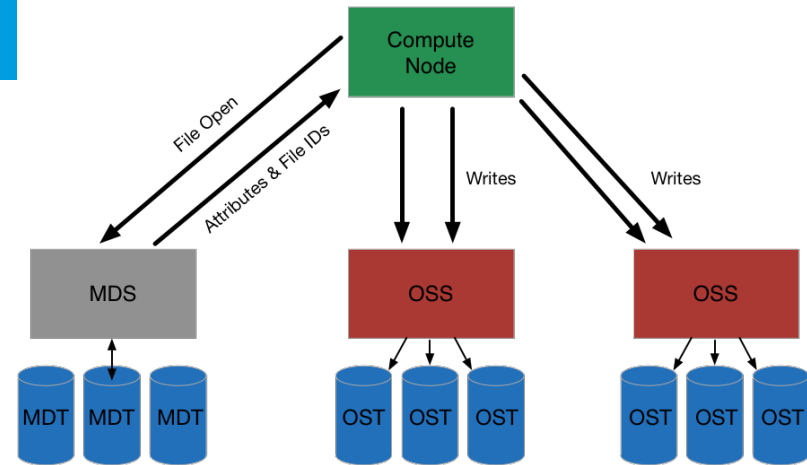 Compute
Node
File Open
Attributes & File IDs
Writes
Writes
MDS
OSS
OSS
MDT
MDT
MDT
OST
OST
OST
OST
OST
OST